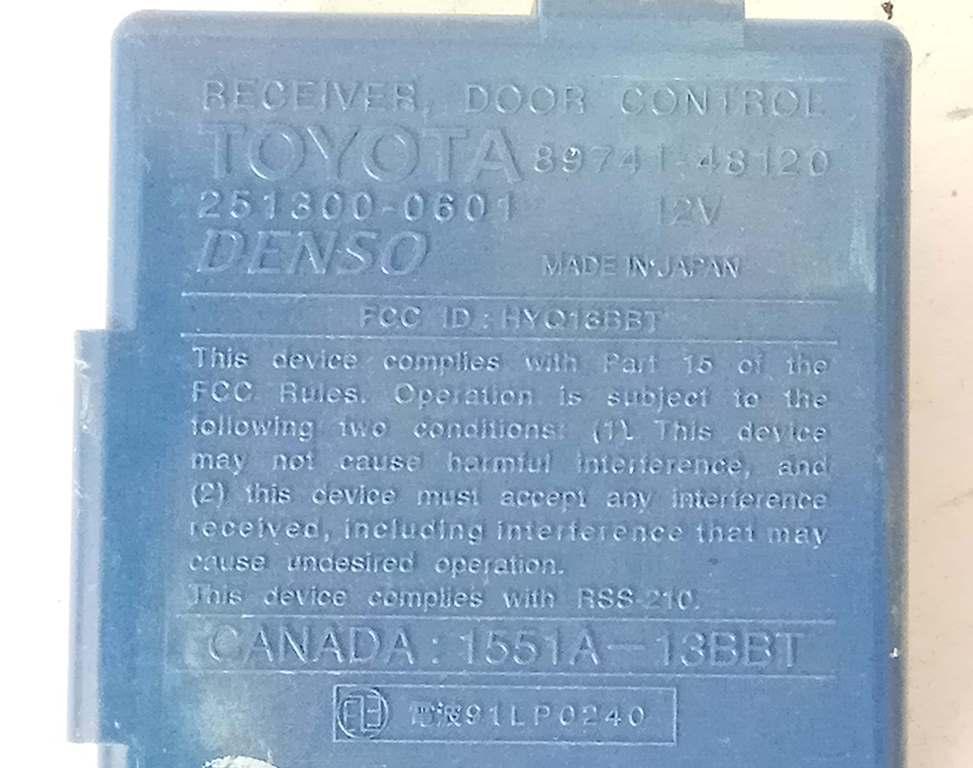 RECEIVER, DOOR CONTROL
TOYOTA 89741-48120
251300-0601 12V
DENSO MADE IN JAPAN
FCC ID : HYQ13BBT
This device complies with Part 15 of the
FCC Rules. Operation is subject to the
following two conditions: (1). This device
may not cause harmful interference, and
(2) this device must accept any interference
received, including interference that may
cause undesired operation.
This device complies with RSS-210.
CANADA : 1551A-13BBT
電波91LP0240